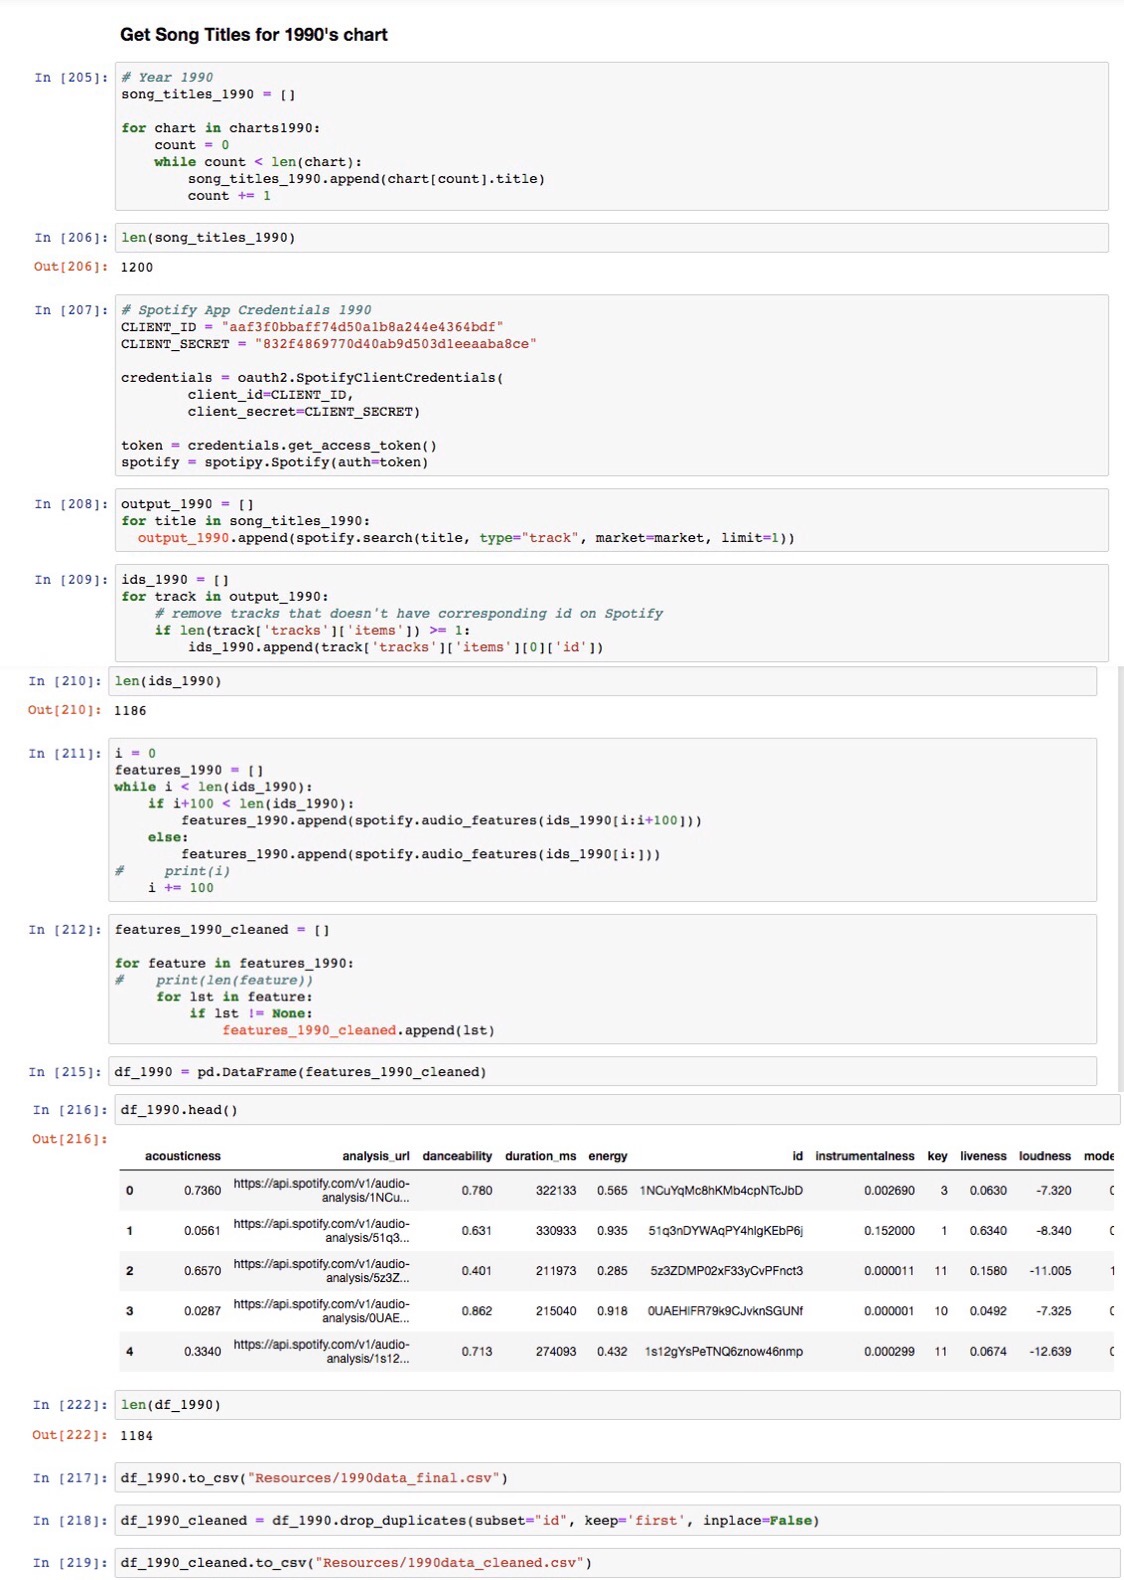 Get Song Titles for 1990's chart
In [205]: # Year 1990
song_titles_1990 = []
for chart in charts1990:
count = 0
while count < len(chart):
song_titles_1990.append(chart[count].title)
count += 1
In [206]: len(song_titles_1990)
Out[206]: 1200
In [207]: # Spotify App Credentials 1990
CLIENT_ID = "aaf3f0bbaff74d50a1b8a244e4364bdf"
CLIENT_SECRET = "832f4869770d40ab9d503d1eeaaba8ce"
credentials = oauth2.SpotifyClientCredentials(
client_id=CLIENT_ID,
client_secret=CLIENT_SECRET)
token = credentials.get_access_token()
spotify = spotipy.Spotify(auth=token)
In [208]: output_1990 = []
for title in song_titles_1990:
output_1990.append(spotify.search(title, type="track", market=market, limit=1))
In [209]: ids_1990 = []
for track in output_1990:
# remove tracks that doesn't have corresponding id on Spotify
if len(track['tracks']['items']) >= 1:
ids_1990.append(track['tracks']['items'][0]['id'])
In [210]: len(ids_1990)
Out[210]: 1186
In [211]: i = 0
features_1990 = []
while i < len(ids_1990):
if i+100 < len(ids_1990):
features_1990.append(spotify.audio_features(ids_1990[i:i+100]))
else:
features_1990.append(spotify.audio_features(ids_1990[i:]))
# print(i)
i += 100
In [212]: features_1990_cleaned = []
for feature in features_1990:
# print(len(feature))
for lst in feature:
if lst != None:
features_1990_cleaned.append(lst)
In [215]: df_1990 = pd.DataFrame(features_1990_cleaned)
In [216]: df_1990.head()
Out[216]:
acousticness analysis_url danceability duration_ms energy id instrumentalness key liveness loudness mode
0 0.7360 https://api.spotify.com/v1/audio-analysis/1NCu... 0.780 322133 0.565 1NCuYqMc8hKMb4cpNTcJbD 0.002690 3 0.0630 -7.320 0
1 0.0561 https://api.spotify.com/v1/audio-analysis/51q3... 0.631 330933 0.935 51q3nDYWAqPY4hlgKEbP6j 0.152000 1 0.6340 -8.340 0
2 0.6570 https://api.spotify.com/v1/audio-analysis/5z3Z... 0.401 211973 0.285 5z3ZDMP02xF33yCvPFnct3 0.000011 11 0.1580 -11.005 1
3 0.0287 https://api.spotify.com/v1/audio-analysis/0UAE... 0.862 215040 0.918 0UAEHIFR79k9CJvknSGUNf 0.000001 10 0.0492 -7.325 0
4 0.3340 https://api.spotify.com/v1/audio-analysis/1s12... 0.713 274093 0.432 1s12gYsPeTNQ6znow46nmp 0.000299 11 0.0674 -12.639 0
In [222]: len(df_1990)
Out[222]: 1184
In [217]: df_1990.to_csv("Resources/1990data_final.csv")
In [218]: df_1990_cleaned = df_1990.drop_duplicates(subset="id", keep='first', inplace=False)
In [219]: df_1990_cleaned.to_csv("Resources/1990data_cleaned.csv")